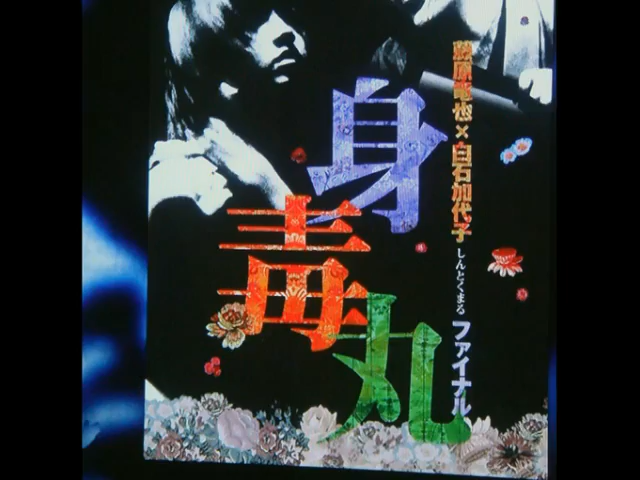 藤原竜也×白石加代子
しんとくまる ファイナル
身毒丸